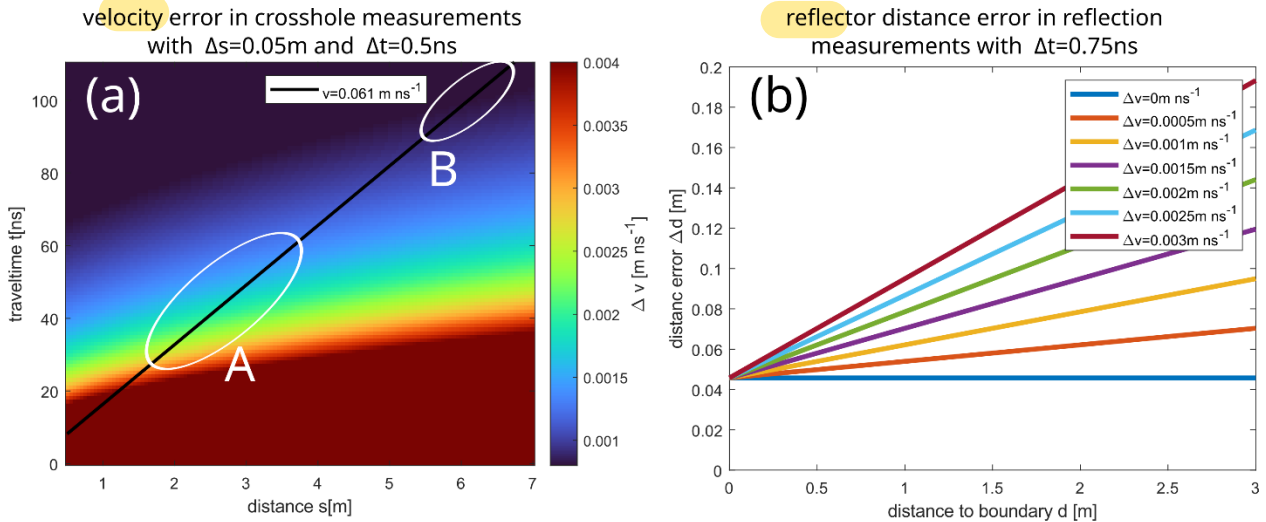 velocity error in crosshole measurements
with Δs=0.05m and Δt=0.5ns
(a)
v=0.061 m ns⁻¹
A
B
traveltime t[ns]
100
80
60
40
20
0
1
2
3
4
5
6
7
distance s[m]
0.004
0.0035
0.003
0.0025
0.002
0.0015
0.001
Δ v [m ns⁻¹]
reflector distance error in reflection
measurements with Δt=0.75ns
(b)
Δv=0m ns⁻¹
Δv=0.0005m ns⁻¹
Δv=0.001m ns⁻¹
Δv=0.0015m ns⁻¹
Δv=0.002m ns⁻¹
Δv=0.0025m ns⁻¹
Δv=0.003m ns⁻¹
distanc error Δd [m]
0.2
0.18
0.16
0.14
0.12
0.1
0.08
0.06
0.04
0.02
0
0
0.5
1
1.5
2
2.5
3
distance to boundary d [m]